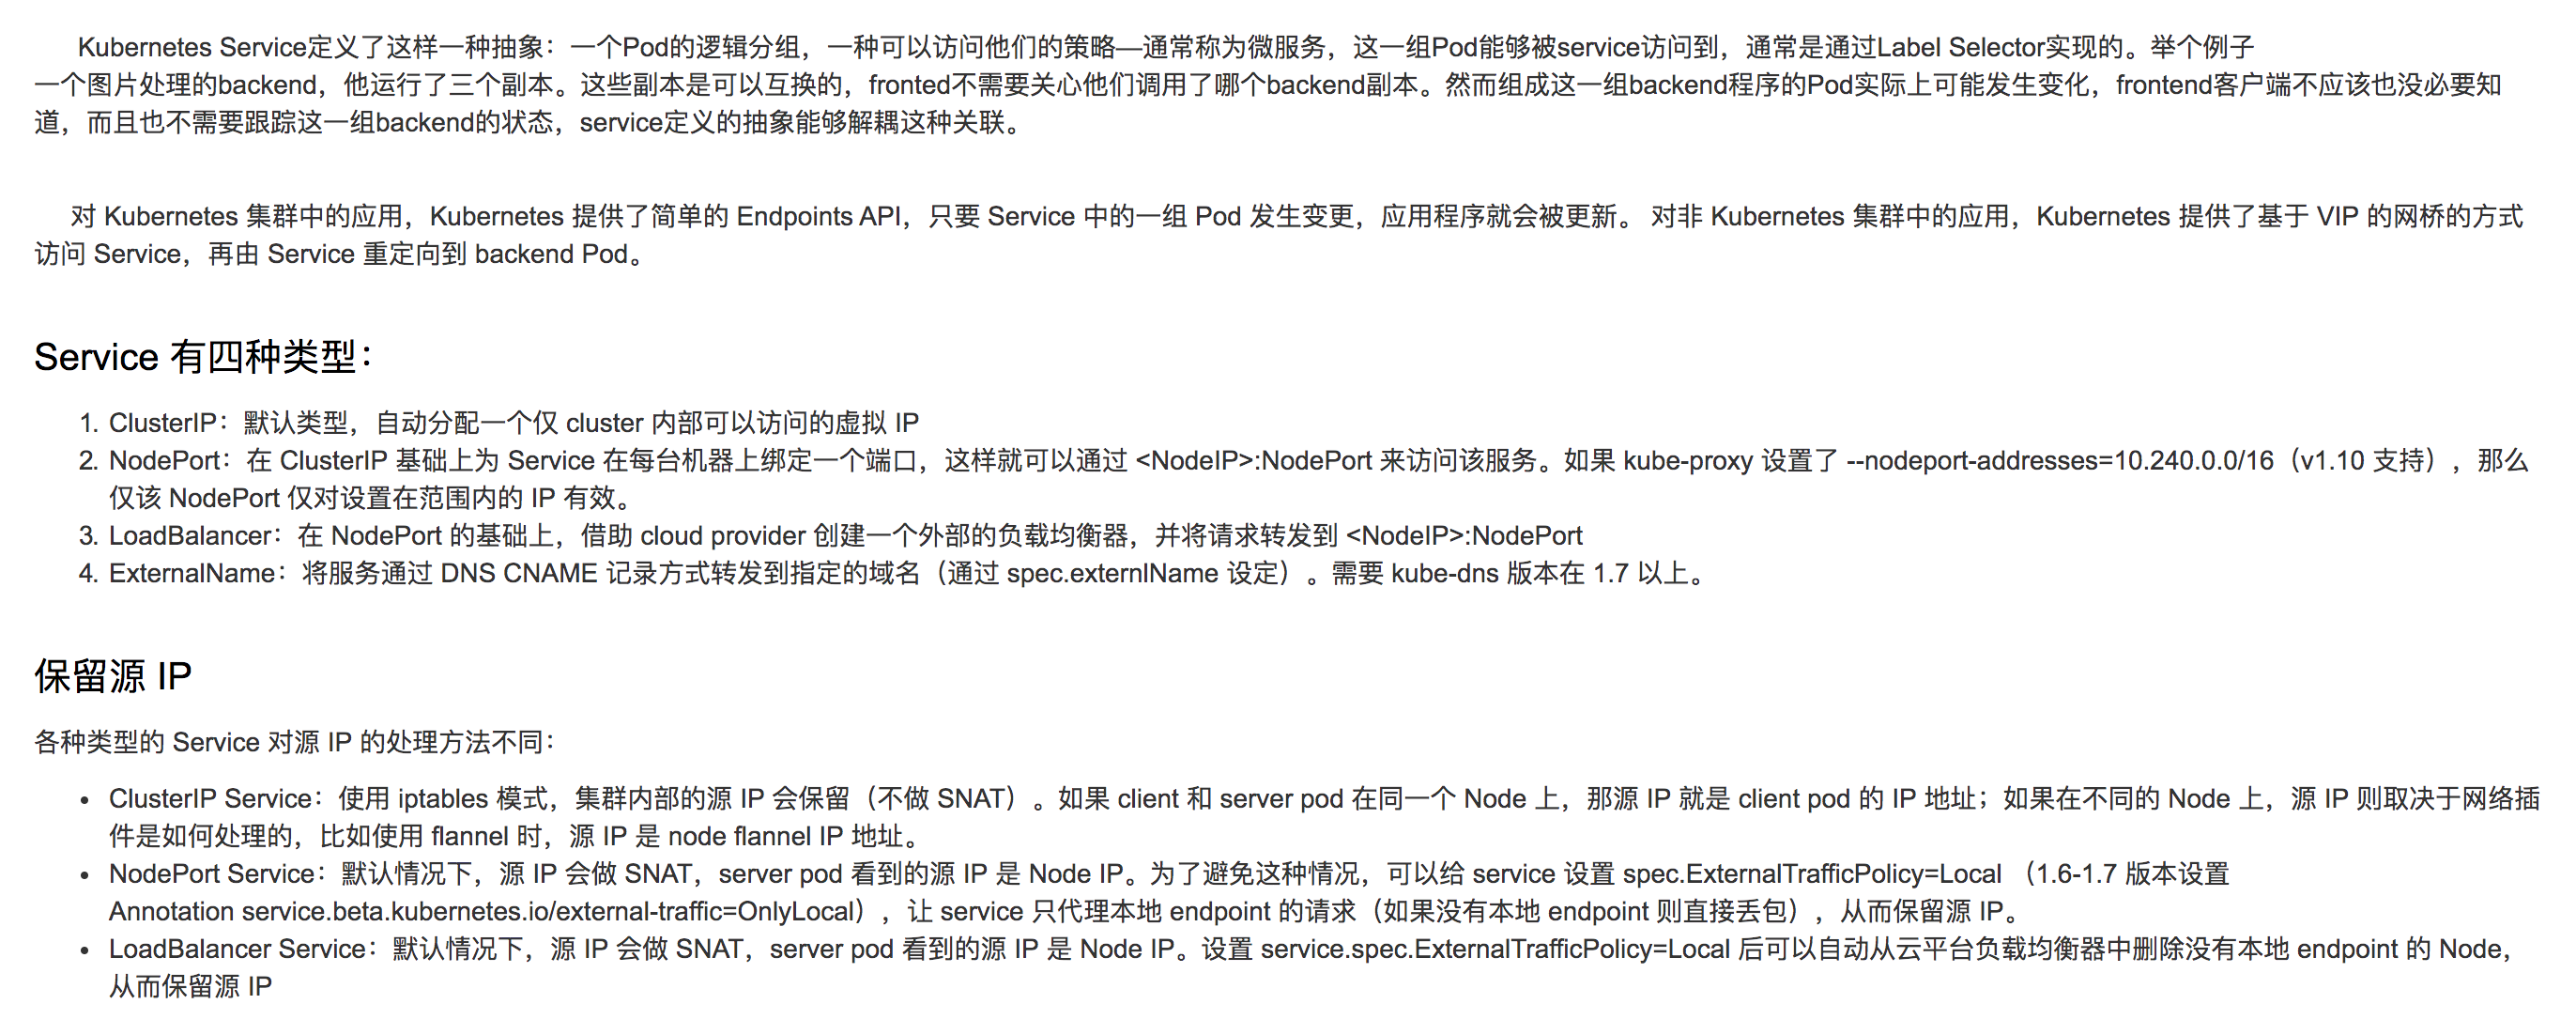 Kubernetes Service定义了这样一种抽象：一个Pod的逻辑分组，一种可以访问他们的策略—通常称为微服务，这一组Pod能够被service访问到，通常是通过Label Selector实现的。举个例子
一个图片处理的backend，他运行了三个副本。这些副本是可以互换的，fronted不需要关心他们调用了哪个backend副本。然而组成这一组backend程序的Pod实际上可能发生变化，frontend客户端不应该也没必要知
道，而且也不需要跟踪这一组backend的状态，service定义的抽象能够解耦这种关联。
对 Kubernetes 集群中的应用，Kubernetes 提供了简单的 Endpoints API，只要 Service 中的一组 Pod 发生变更，应用程序就会被更新。 对非 Kubernetes 集群中的应用，Kubernetes 提供了基于 VIP 的网桥的方式
访问 Service，再由 Service 重定向到 backend Pod。
Service 有四种类型：
1. ClusterIP：默认类型，自动分配一个仅 cluster 内部可以访问的虚拟 IP
2. NodePort：在 ClusterIP 基础上为 Service 在每台机器上绑定一个端口，这样就可以通过 <NodeIP>:NodePort 来访问该服务。如果 kube-proxy 设置了 --nodeport-addresses=10.240.0.0/16（v1.10 支持），那么
仅该 NodePort 仅对设置在范围内的 IP 有效。
3. LoadBalancer：在 NodePort 的基础上，借助 cloud provider 创建一个外部的负载均衡器，并将请求转发到 <NodeIP>:NodePort
4. ExternalName：将服务通过 DNS CNAME 记录方式转发到指定的域名（通过 spec.externlName 设定）。需要 kube-dns 版本在 1.7 以上。
保留源 IP
各种类型的 Service 对源 IP 的处理方法不同：
• ClusterIP Service：使用 iptables 模式，集群内部的源 IP 会保留（不做 SNAT）。如果 client 和 server pod 在同一个 Node 上，那源 IP 就是 client pod 的 IP 地址；如果在不同的 Node 上，源 IP 则取决于网络插
件是如何处理的，比如使用 flannel 时，源 IP 是 node flannel IP 地址。
• NodePort Service：默认情况下，源 IP 会做 SNAT，server pod 看到的源 IP 是 Node IP。为了避免这种情况，可以给 service 设置 spec.ExternalTrafficPolicy=Local （1.6-1.7 版本设置
Annotation service.beta.kubernetes.io/external-traffic=OnlyLocal），让 service 只代理本地 endpoint 的请求（如果没有本地 endpoint 则直接丢包），从而保留源 IP。
• LoadBalancer Service：默认情况下，源 IP 会做 SNAT，server pod 看到的源 IP 是 Node IP。设置 service.spec.ExternalTrafficPolicy=Local 后可以自动从云平台负载均衡器中删除没有本地 endpoint 的 Node，
从而保留源 IP